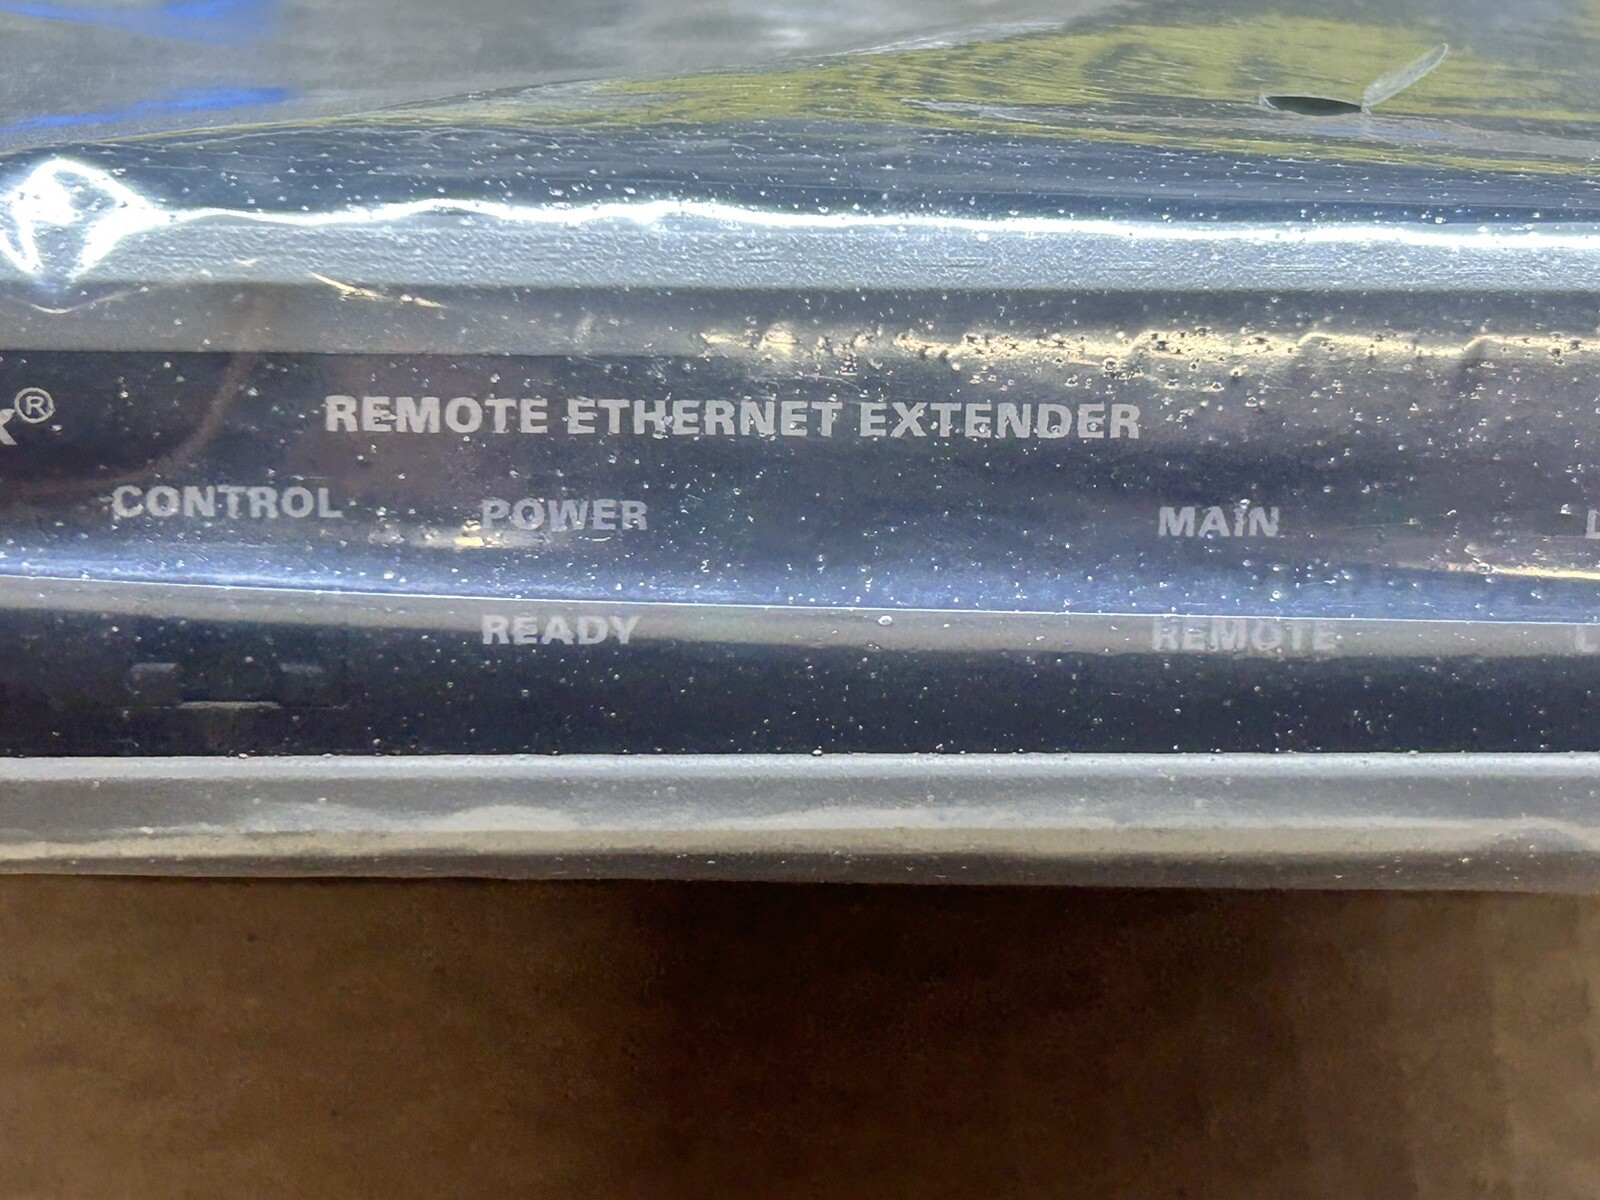 REMOTE ETHERNET EXTENDER
CONTROL POWER MAIN
READY REMOTE